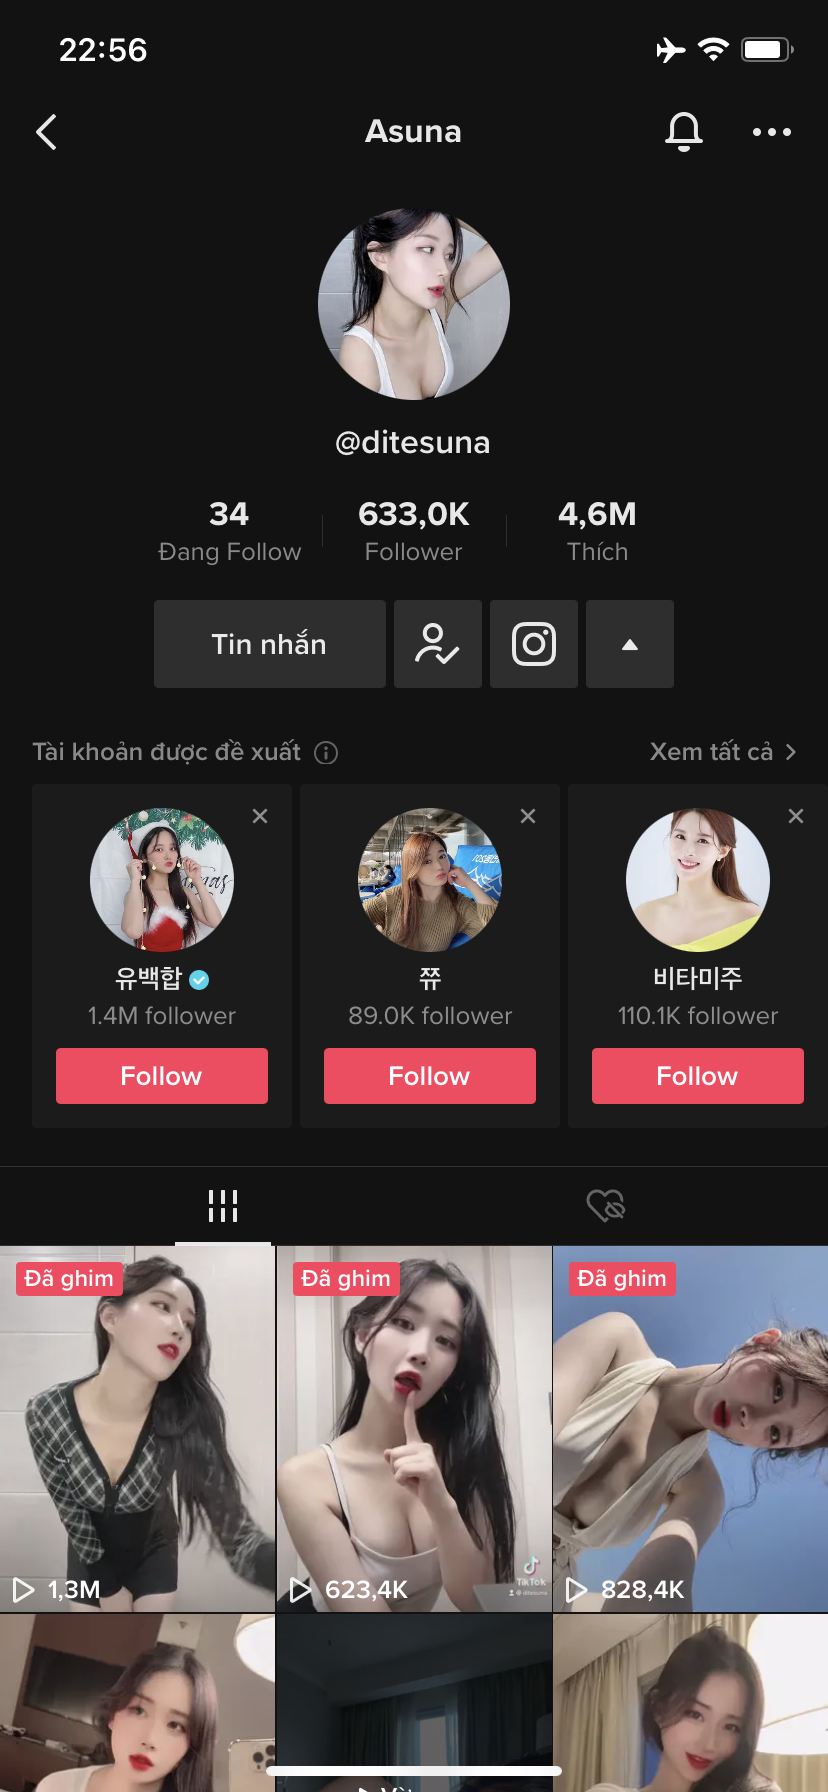 22:56
Asuna
@ditesuna
34
Đang Follow
633,0K
Follower
4,6M
Thích
Tin nhắn
Tài khoản được đề xuất
Xem tất cả
유백합
1.4M follower
Follow
쮸
89.0K follower
Follow
비타미주
110.1K follower
Follow
Đã ghim
1,3M
Đã ghim
TikTok
@ditesuna
623,4K
Đã ghim
828,4K